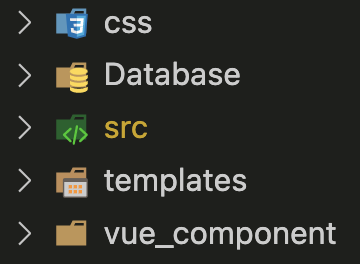 css
Database
src
templates
vue_component